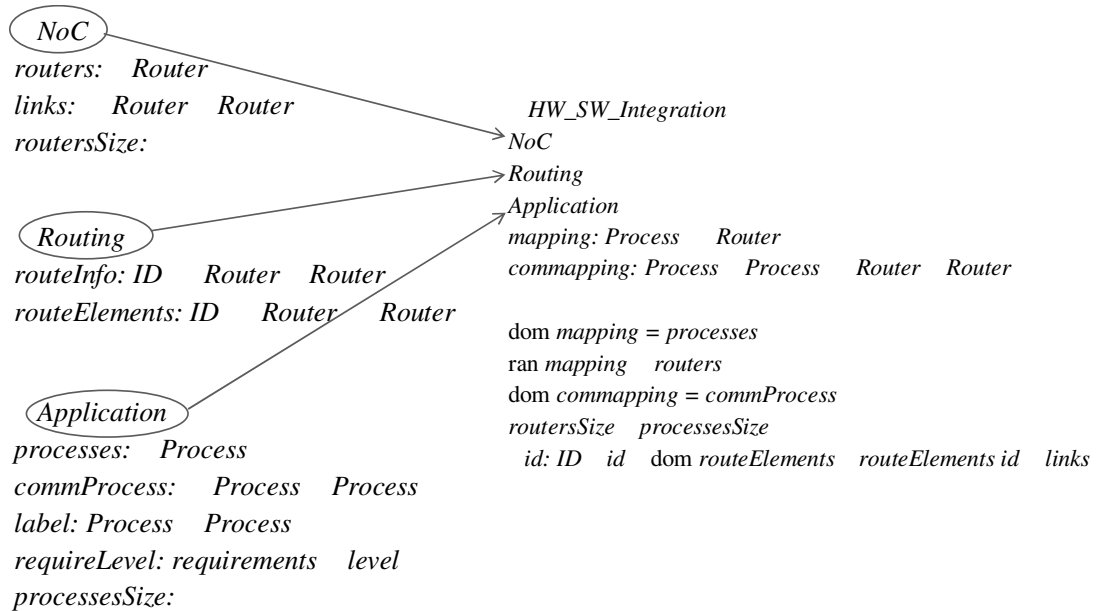 NoC
routers: Router
links: Router Router
routersSize:
Routing
routeInfo: ID Router Router
routeElements: ID Router Router
Application
processes: Process
commProcess: Process Process
label: Process Process
requireLevel: requirements level
processesSize:
HW_SW_Integration
NoC
Routing
Application
mapping: Process Router
commapping: Process Process Router Router
dom mapping = processes
ran mapping routers
dom commapping = commProcess
routersSize processesSize
id: ID id dom routeElements routeElements id links